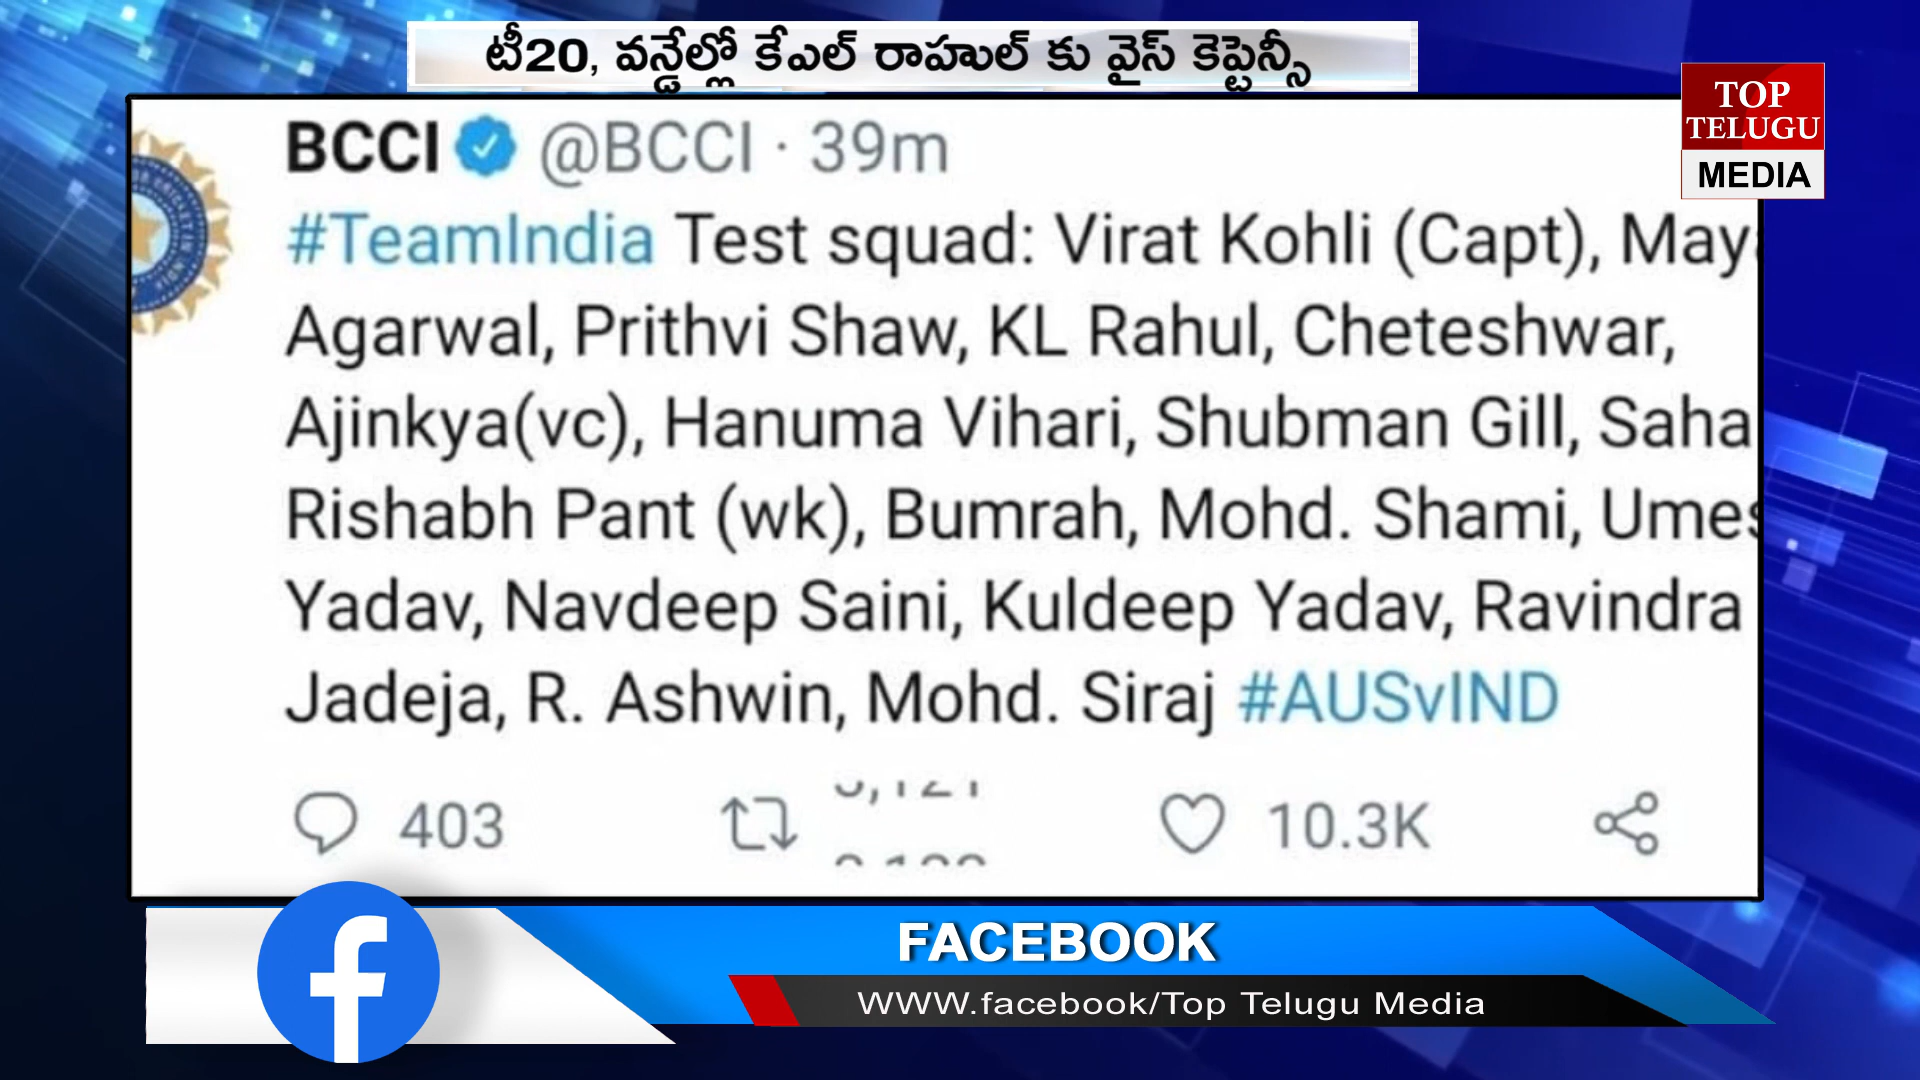 టీ20, వన్డేల్లో కేఎల్ రాహుల్ కు వైస్ కెప్టెన్సీ
TOP
TELUGU
MEDIA
BCCI @BCCI · 39m
#TeamIndia Test squad: Virat Kohli (Capt),
Agarwal, Prithvi Shaw, KL Rahul, Cheteshwar,
Ajinkya(vc), Hanuma Vihari, Shubman Gill, Saha
Rishabh Pant (wk), Bumrah, Mohd. Shami,
Yadav, Navdeep Saini, Kuldeep Yadav, Ravindra
Jadeja, R. Ashwin, Mohd. Siraj #AUSvIND
403 10.3K
FACEBOOK
WWW.facebook/Top Telugu Media